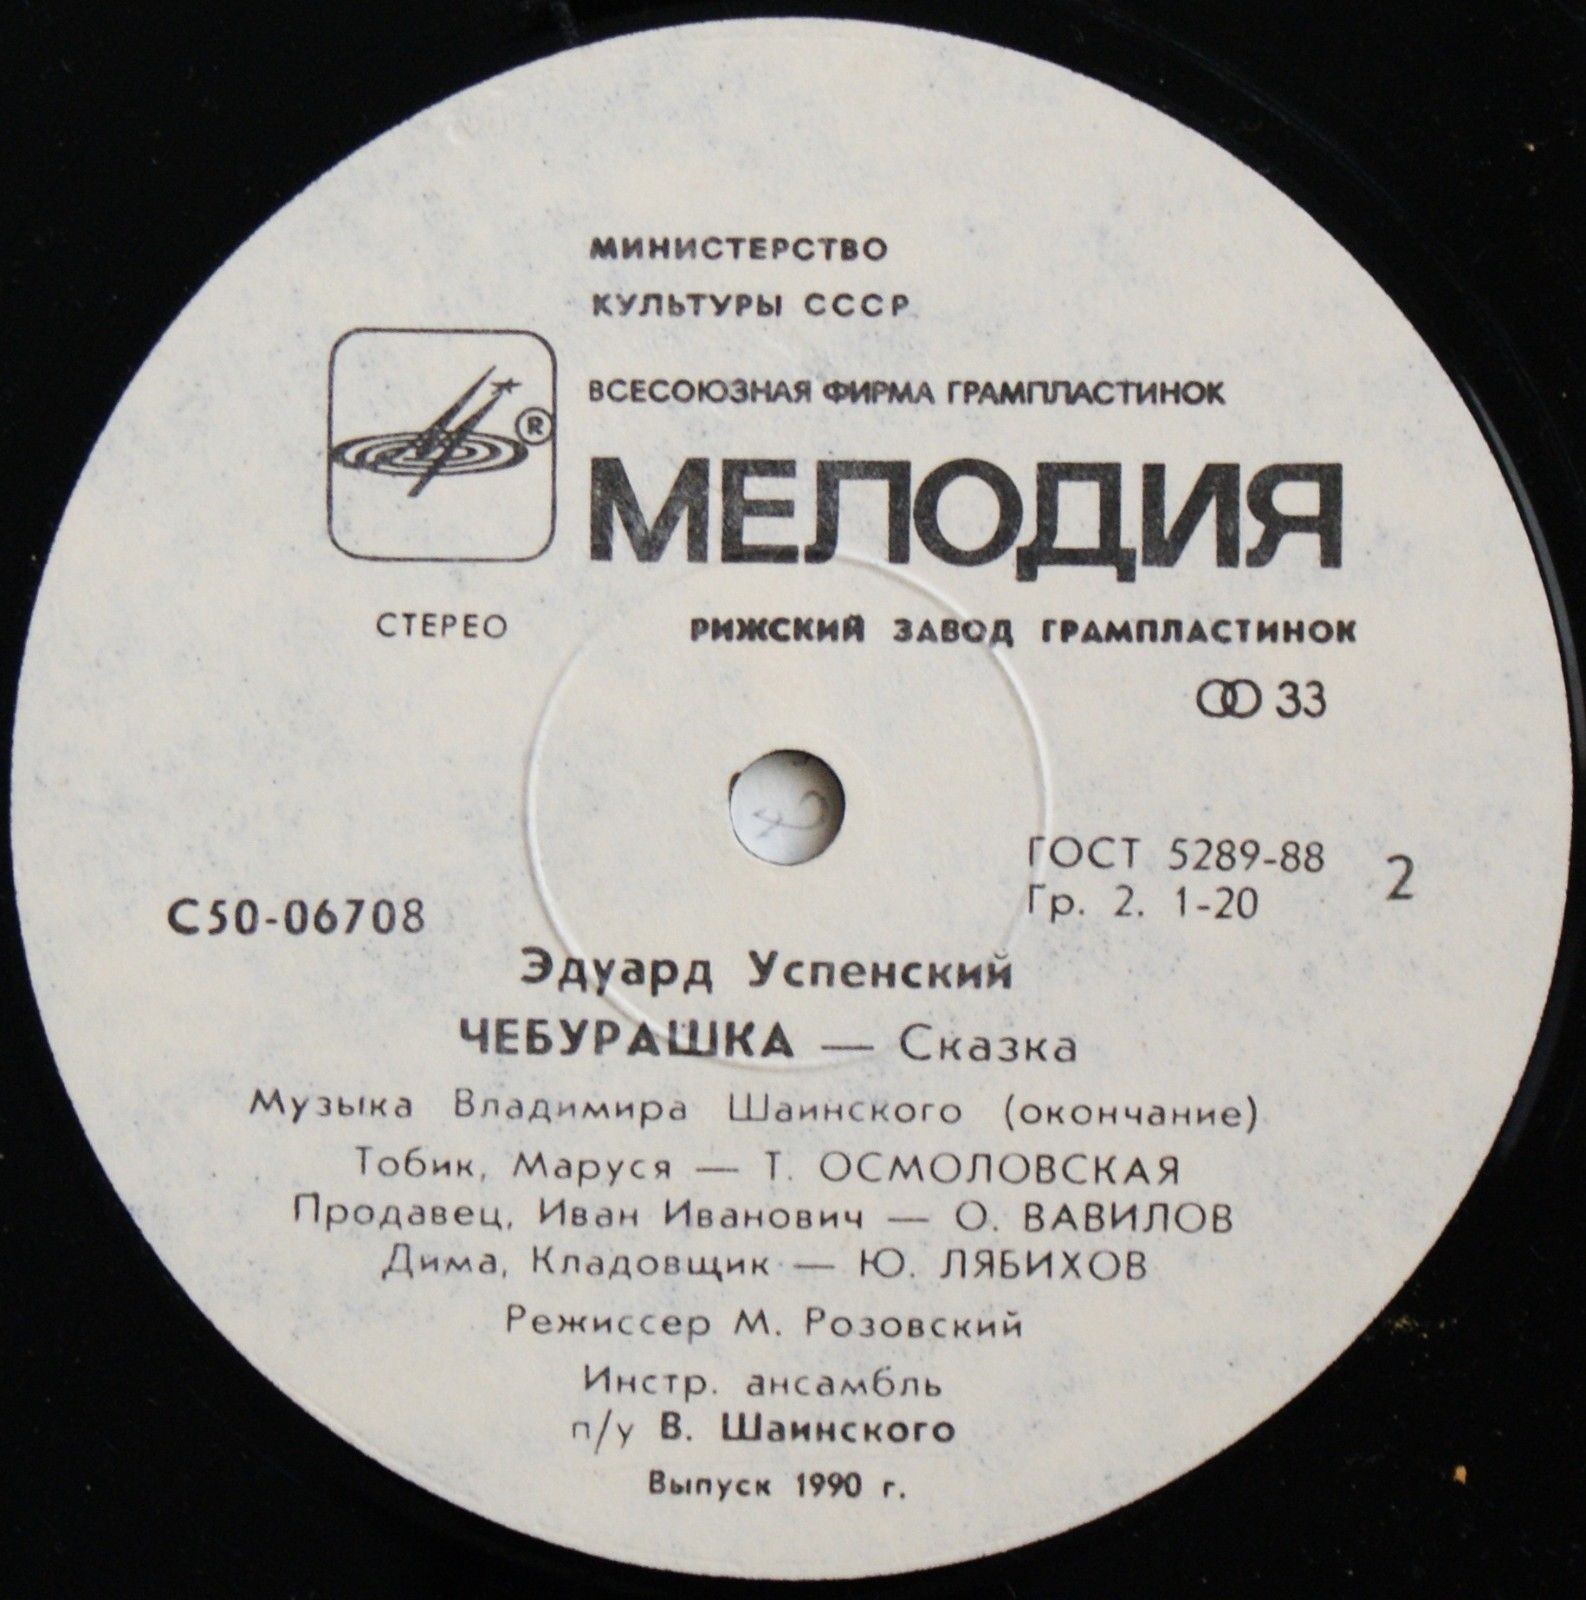 МИНИСТЕРСТВО
КУЛЬТУРЫ СССР
ВСЕСОЮЗНАЯ ФИРМА ГРАМПЛАСТИНОК
®
МЕЛОДИЯ
СТЕРЕО
РИЖСКИЙ ЗАВОД ГРАМПЛАСТИНОК
33
ГОСТ 5289-88
Гр. 2. 1-20
2
С50-06708
Эдуард Успенский
ЧЕБУРАШКА — Сказка
Музыка Владимира Шаинского (окончание)
Тобик, Маруся — Т. ОСМОЛОВСКАЯ
Продавец, Иван Иванович — О. ВАВИЛОВ
Дима, Кладовщик — Ю. ЛЯБИХОВ
Режиссер М. Розовский
Инстр. ансамбль
п/у В. Шаинского
Выпуск 1990 г.